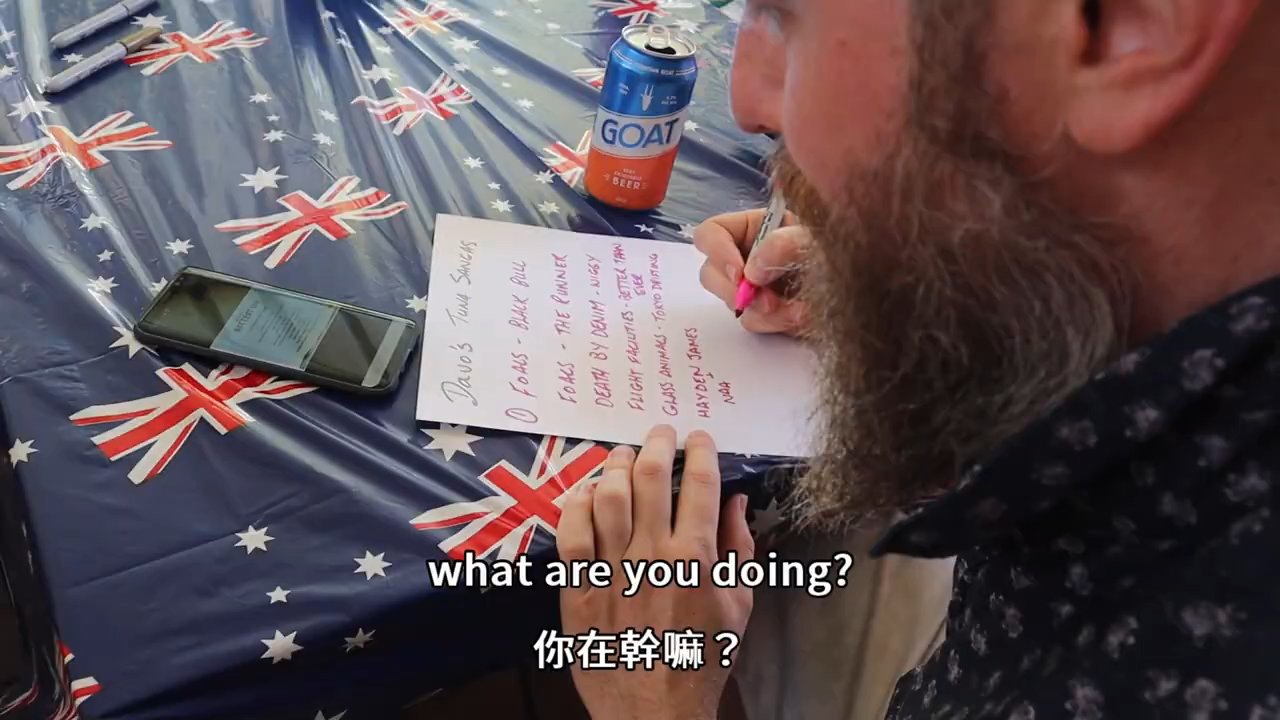 GOAT
BEER
DAVO'S TUNA SANGAS
① FOALS - BLACK BULL
FOALS - THE RUNNER
DEATH BY DENIM - NIGGY
FLIGHT FACILITIES - BETTER THAN
EVER
GLASS ANIMALS - TOKYO DRIFTING
HAYDEN JAMES
NAA
what are you doing?
你在幹嘛？